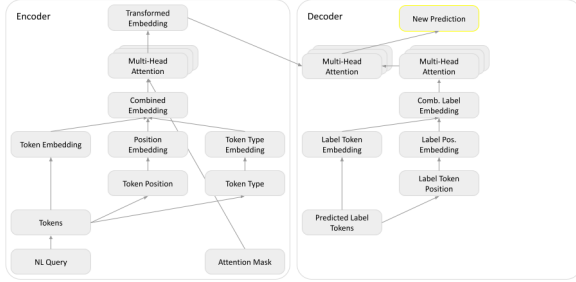 Encoder
Transformed
Embedding
Multi-Head
Attention
Combined
Embedding
Token Embedding
Position
Embedding
Token Type
Embedding
Token Position
Token Type
Tokens
NL Query
Attention Mask
Decoder
New Prediction
Multi-Head
Attention
Multi-Head
Attention
Comb. Label
Embedding
Label Token
Embedding
Label Pos.
Embedding
Label Token
Position
Predicted Label
Tokens